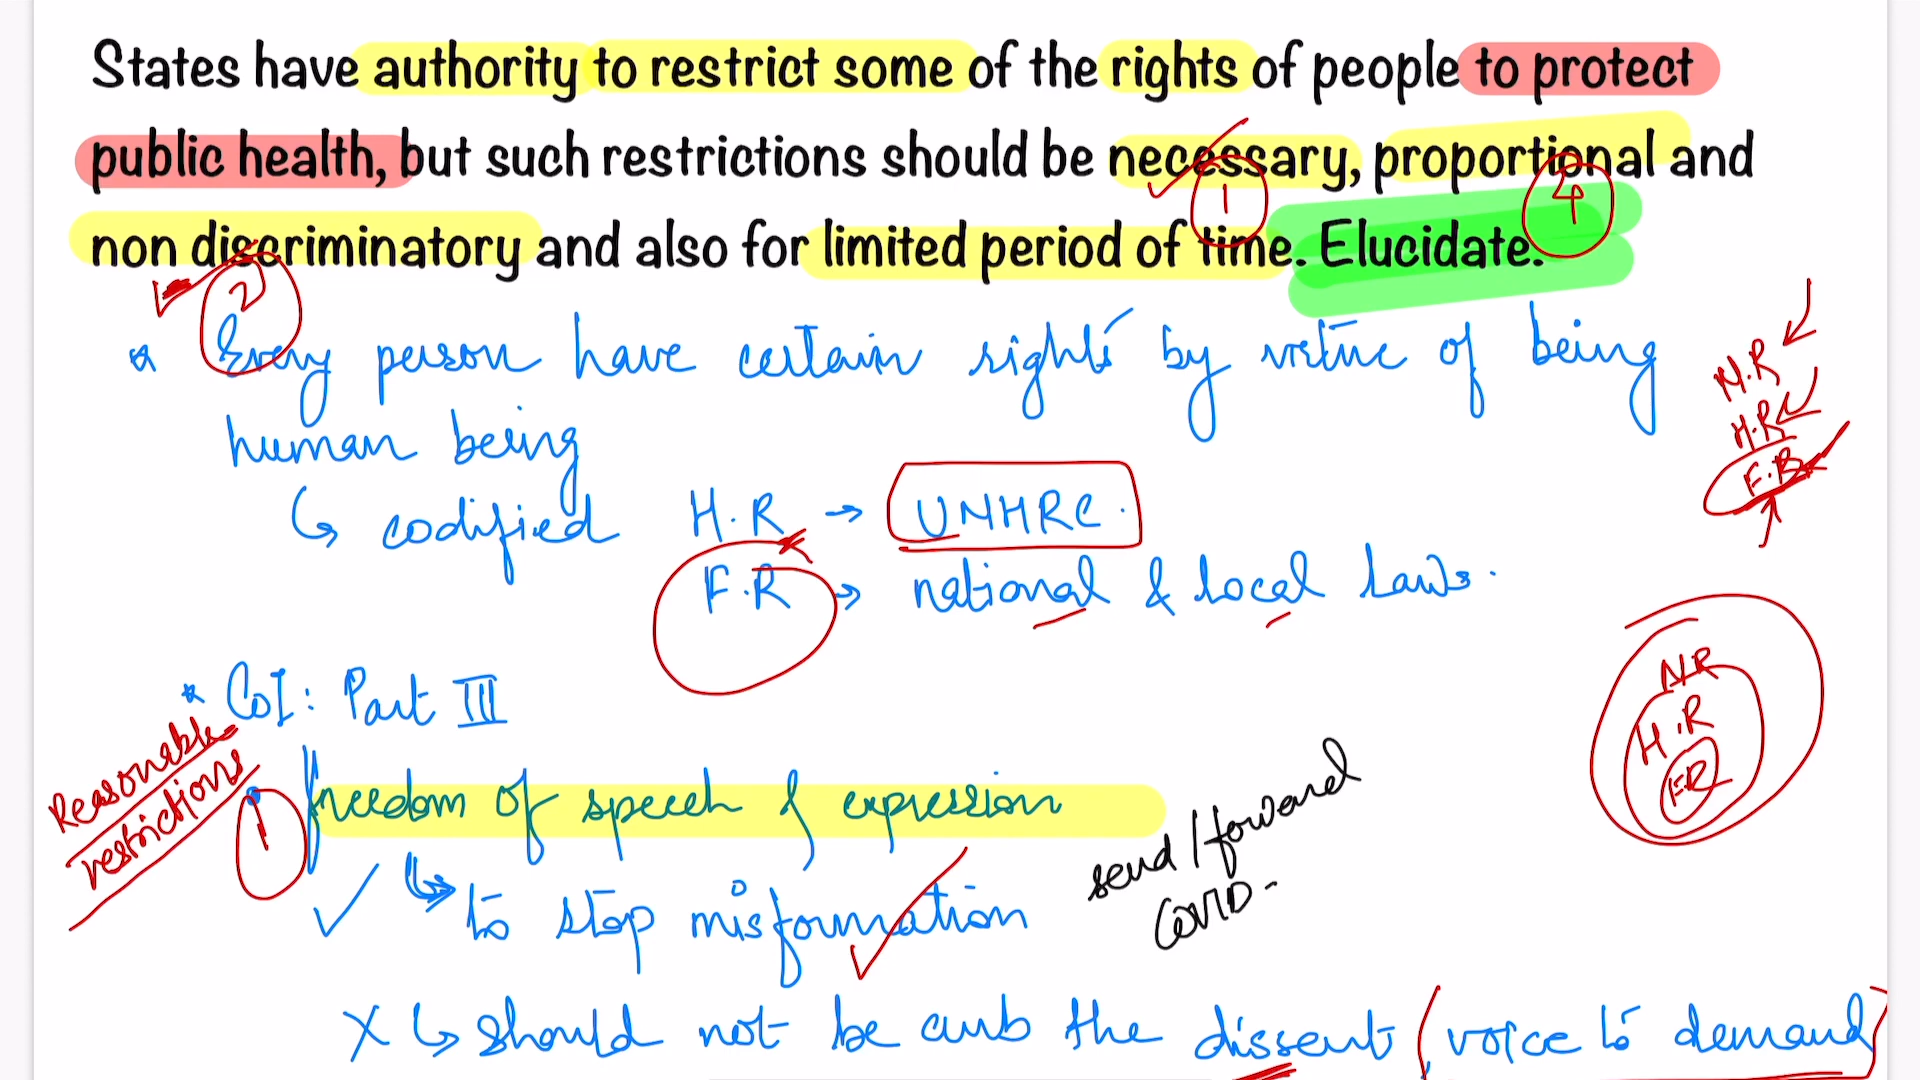 States have authority to restrict some of the rights of people to protect
public health, but such restrictions should be necessary, proportional and
non discriminatory and also for limited period of time. Elucidate.
1
4
2
* Every person have certain rights by virtue of being
human being
↳ codified H.R → UNHRC.
F.R → national & local laws.
N.R
H.R
F.R
* CoI: Part III
Reasonable
restrictions
1
freedom of speech & expression
↳ to stop misformation
send/forward
COVID-
N.R
H.R
F.R
X ↳ should not be curb the dissent (voice to demand)